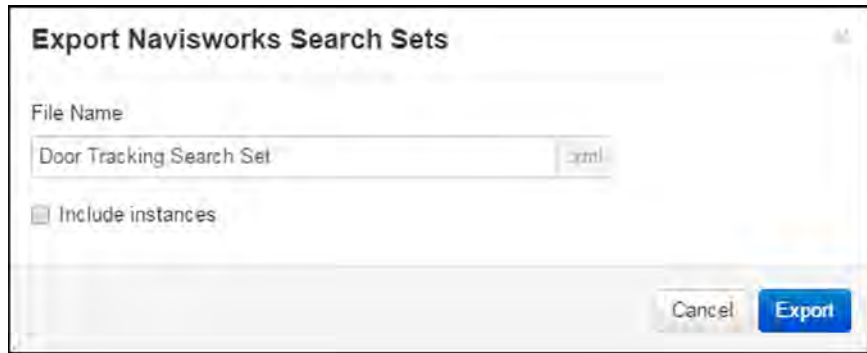 Export Navisworks Search Sets
File Name
Door Tracking Search Set .xml
Include instances
Cancel Export